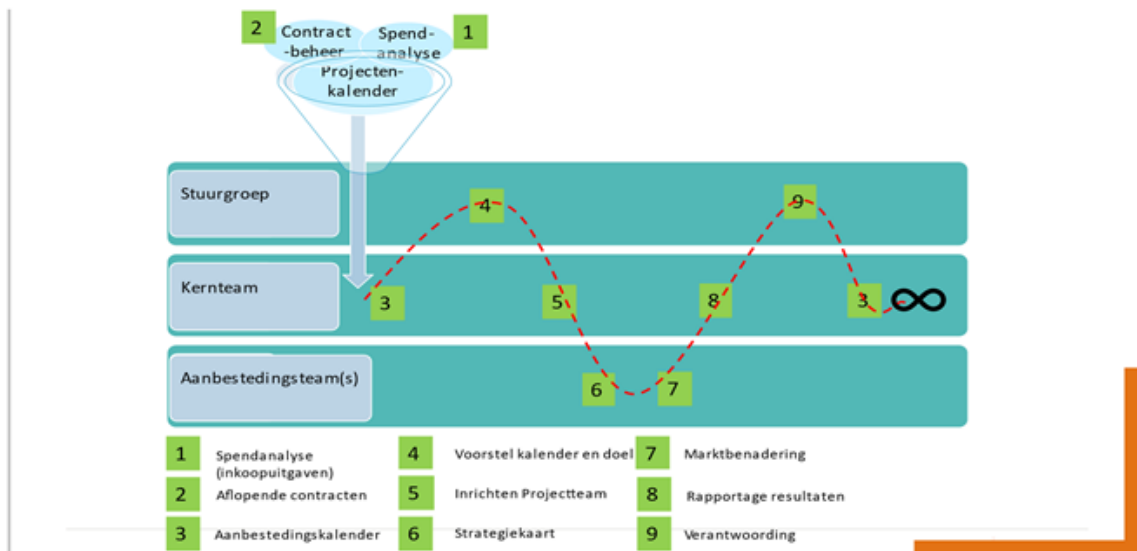 2
Contract
-beheer
Spend-
analyse
1
Projecten-
kalender
Stuurgroep
4
9
Kernteam
3
5
8
3
Aanbestedingsteam(s)
6
7
1 Spendanalyse
(inkoopuitgaven)
4 Voorstel kalender en doel
7 Marktbenadering
2 Aflopende contracten
5 Inrichten Projectteam
8 Rapportage resultaten
3 Aanbestedingskalender
6 Strategiekaart
9 Verantwoording